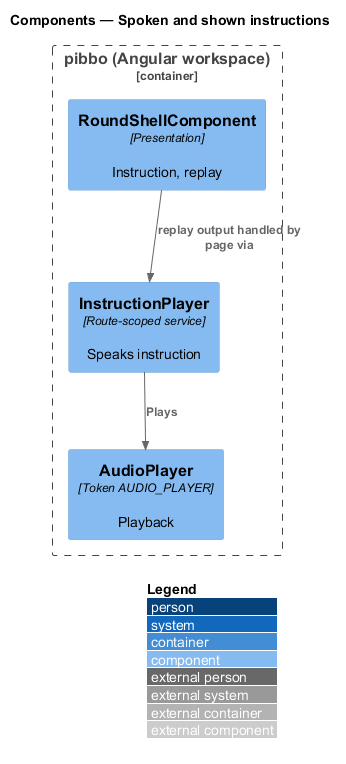 Components — Spoken and shown instructions
pibbo (Angular workspace)
[container]
RoundShellComponent
[Presentation]
Instruction, replay
replay output handled by
page via
InstructionPlayer
[Route-scoped service]
Speaks instruction
Plays
AudioPlayer
[Token AUDIO_PLAYER]
Playback
Legend
person
system
container
component
external person
external system
external container
external component